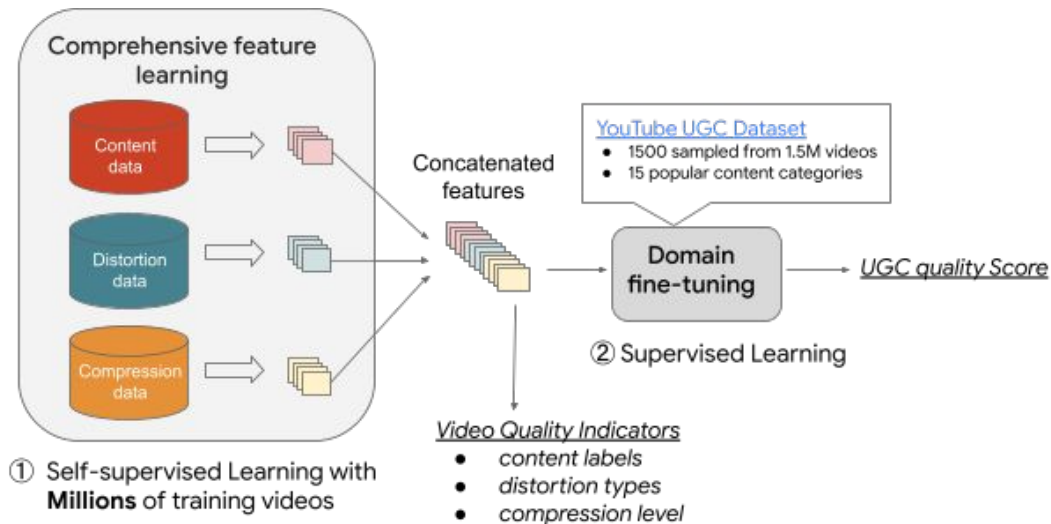 Comprehensive feature
learning
Content
data
Distortion
data
Compression
data
① Self-supervised Learning with
Millions of training videos
Concatenated
features
Video Quality Indicators
● content labels
● distortion types
● compression level
YouTube UGC Dataset
● 1500 sampled from 1.5M videos
● 15 popular content categories
Domain
fine-tuning
② Supervised Learning
UGC quality Score